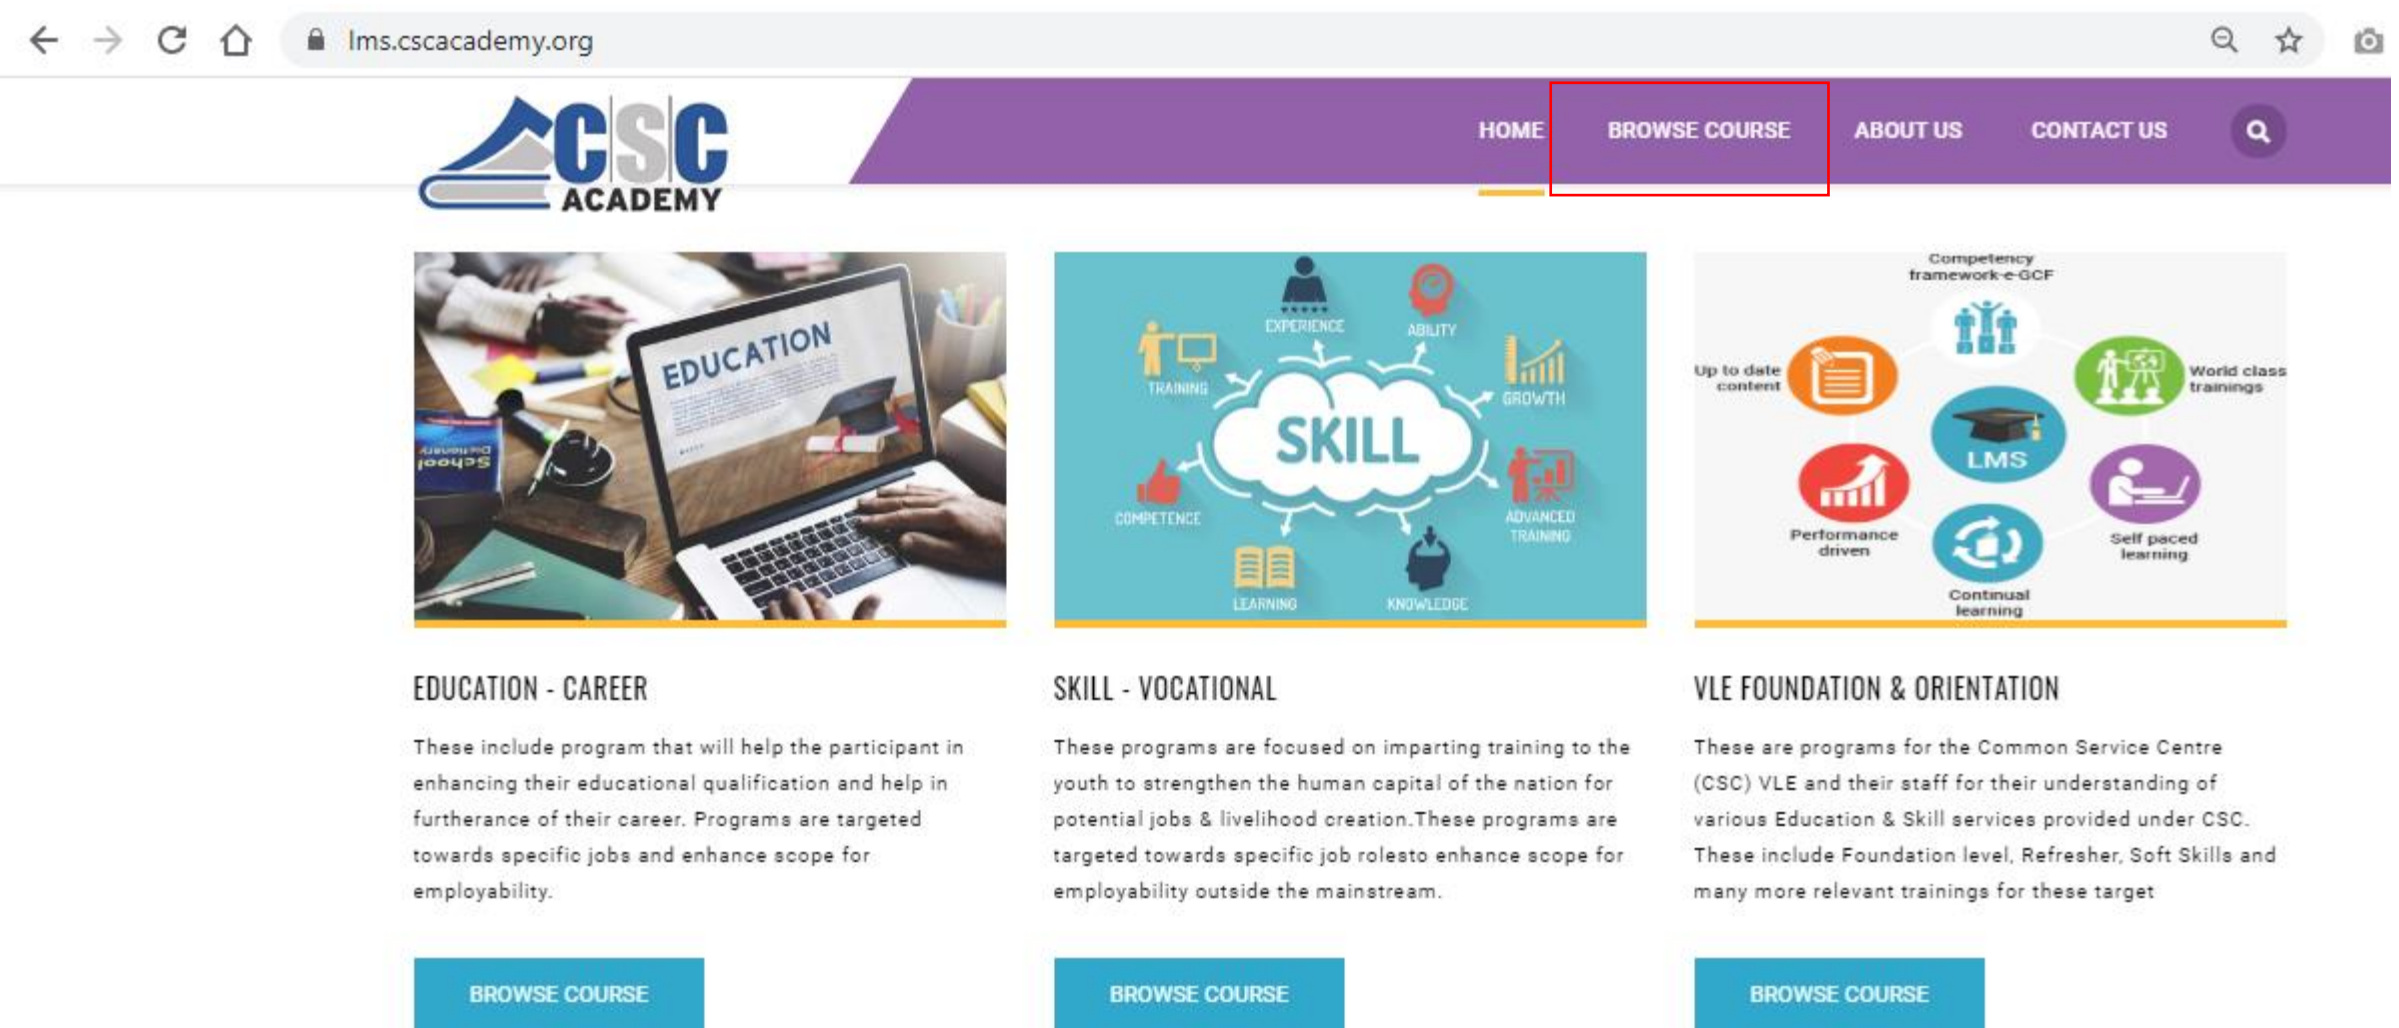 lms.cscacademy.org
CSC
ACADEMY
HOME
BROWSE COURSE
ABOUT US
CONTACT US
EDUCATION
School
Dictionary
EXPERIENCE
ABILITY
TRAINING
GROWTH
SKILL
COMPETENCE
ADVANCED
TRAINING
LEARNING
KNOWLEDGE
Competency
framework-e-GCF
Up to date
content
World class
trainings
LMS
Performance
driven
Self paced
learning
Continual
learning
EDUCATION - CAREER
These include program that will help the participant in
enhancing their educational qualification and help in
furtherance of their career. Programs are targeted
towards specific jobs and enhance scope for
employability.
BROWSE COURSE
SKILL - VOCATIONAL
These programs are focused on imparting training to the
youth to strengthen the human capital of the nation for
potential jobs & livelihood creation.These programs are
targeted towards specific job rolesto enhance scope for
employability outside the mainstream.
BROWSE COURSE
VLE FOUNDATION & ORIENTATION
These are programs for the Common Service Centre
(CSC) VLE and their staff for their understanding of
various Education & Skill services provided under CSC.
These include Foundation level, Refresher, Soft Skills and
many more relevant trainings for these target
BROWSE COURSE